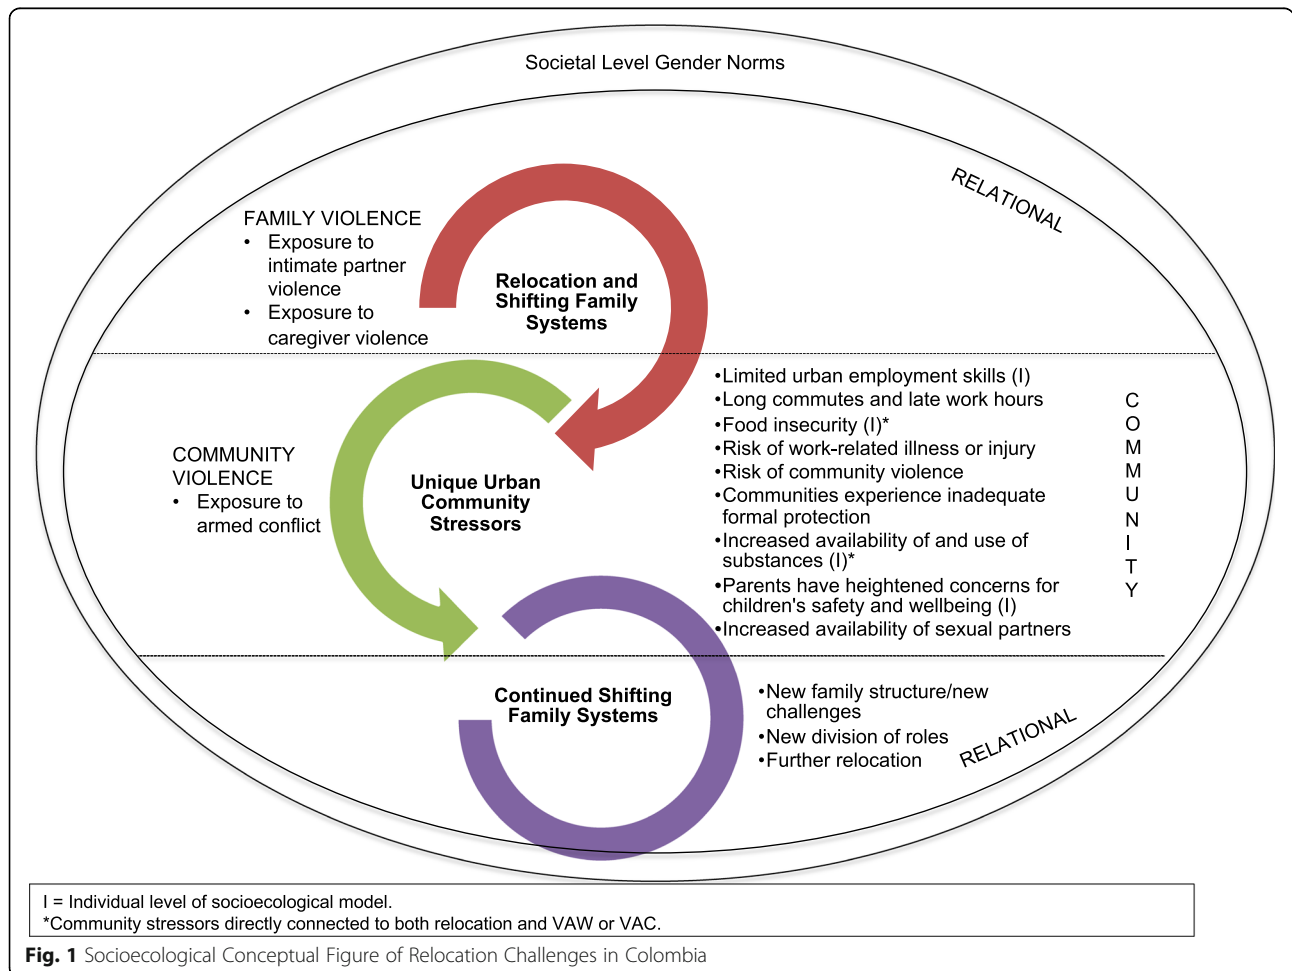 Societal Level Gender Norms
RELATIONAL
FAMILY VIOLENCE
• Exposure to
intimate partner
violence
• Exposure to
caregiver violence
Relocation and
Shifting Family
Systems
COMMUNITY
VIOLENCE
• Exposure to
armed conflict
Unique Urban
Community
Stressors
•Limited urban employment skills (I)
•Long commutes and late work hours
•Food insecurity (I)*
•Risk of work-related illness or injury
•Risk of community violence
•Communities experience inadequate
formal protection
•Increased availability of and use of
substances (I)*
•Parents have heightened concerns for
children's safety and wellbeing (I)
•Increased availability of sexual partners
C
O
M
M
U
N
I
T
Y
Continued Shifting
Family Systems
•New family structure/new
challenges
•New division of roles
•Further relocation
RELATIONAL
I = Individual level of socioecological model.
*Community stressors directly connected to both relocation and VAW or VAC.
Fig. 1 Socioecological Conceptual Figure of Relocation Challenges in Colombia